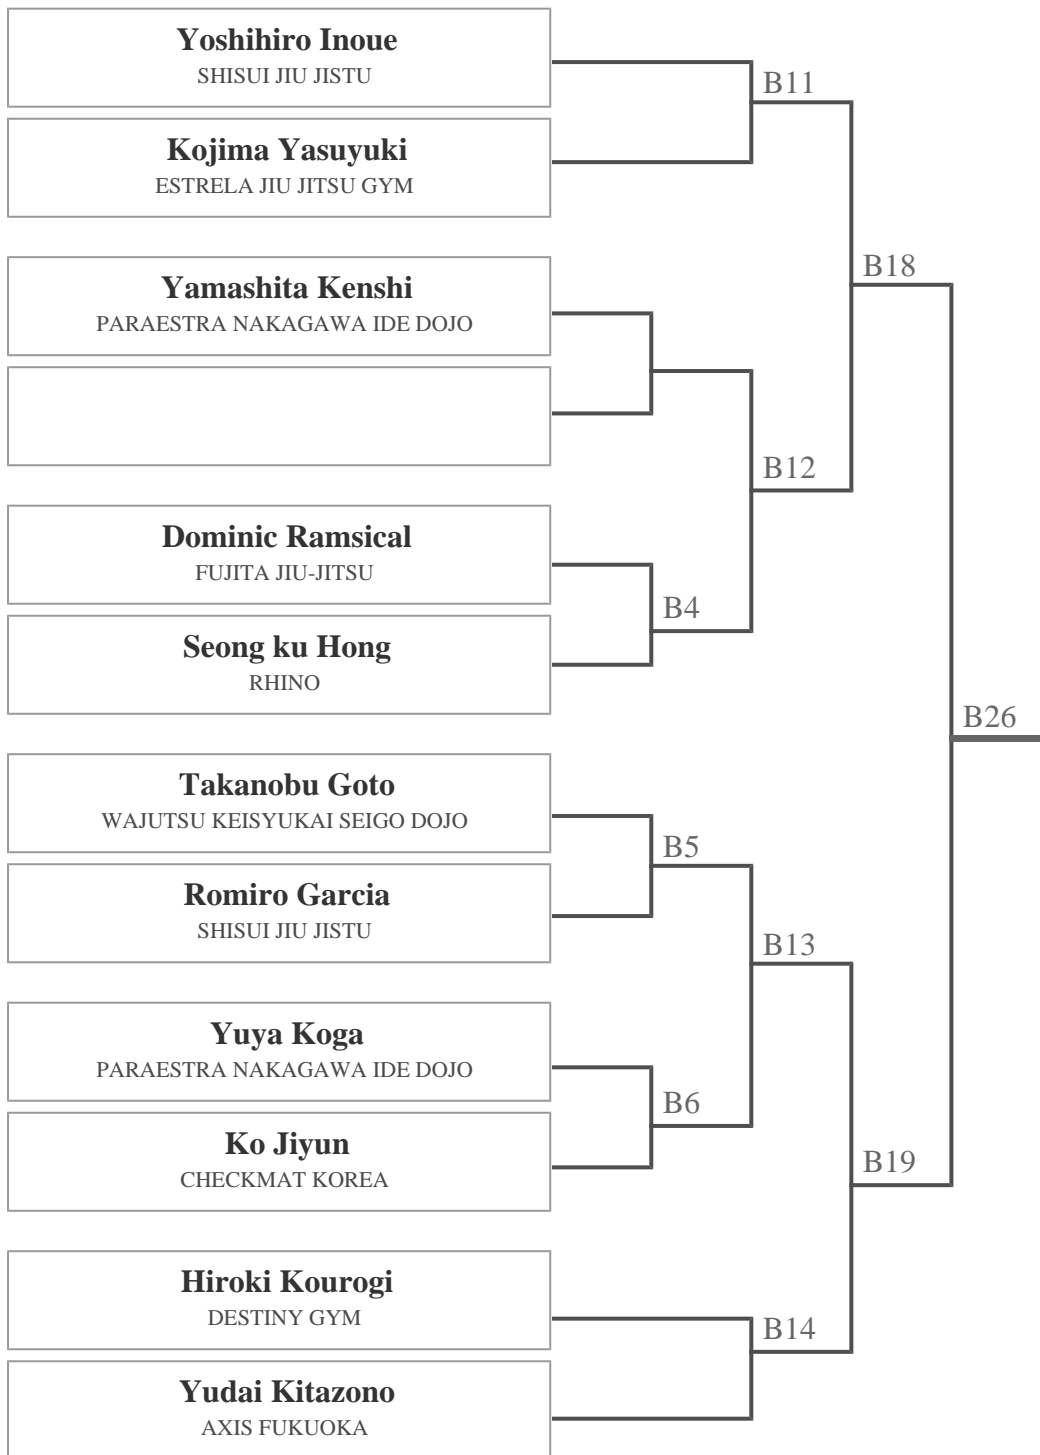 Yoshihiro Inoue
SHISUI JIU JISTU
B11
Kojima Yasuyuki
ESTRELA JIU JITSU GYM
B18
Yamashita Kenshi
PARAESTRA NAKAGAWA IDE DOJO
B12
Dominic Ramsical
FUJITA JIU-JITSU
B4
Seong ku Hong
RHINO
B26
Takanobu Goto
WAJUTSU KEISYUKAI SEIGO DOJO
B5
Romiro Garcia
SHISUI JIU JISTU
B13
Yuya Koga
PARAESTRA NAKAGAWA IDE DOJO
B6
Ko Jiyun
CHECKMAT KOREA
B19
Hiroki Kourogi
DESTINY GYM
B14
Yudai Kitazono
AXIS FUKUOKA